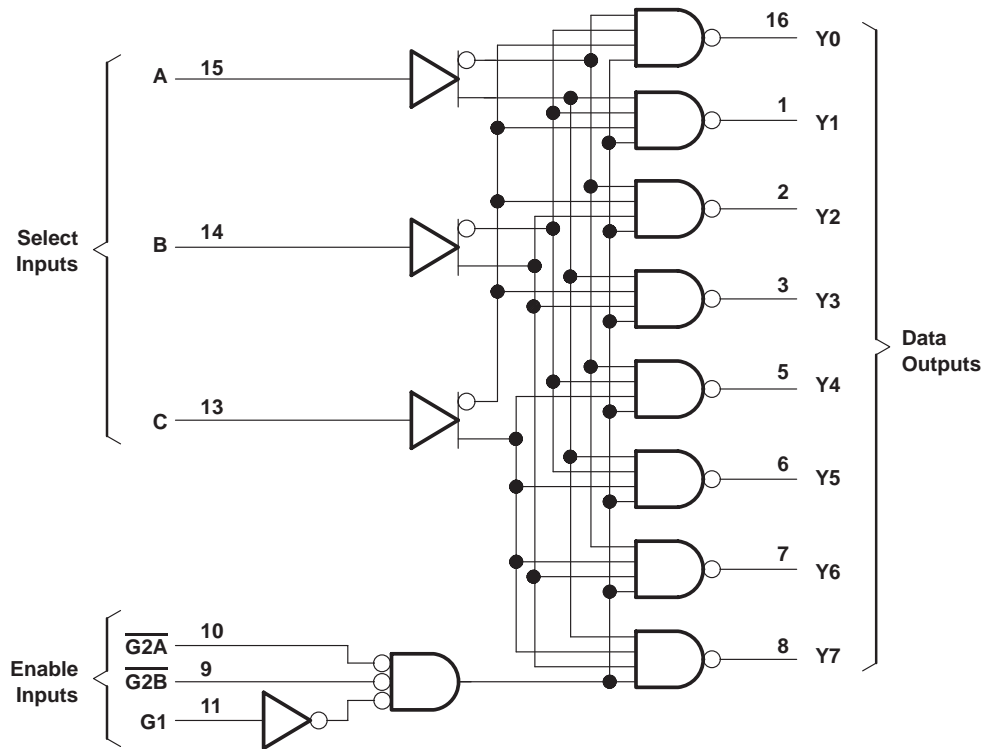 16
Y0
A
15
1
Y1
2
Y2
Select
Inputs
B
14
3
Y3
Data
Outputs
5
Y4
C
13
6
Y5
7
Y6
Enable
Inputs
G2A
10
8
Y7
G2B
9
G1
11